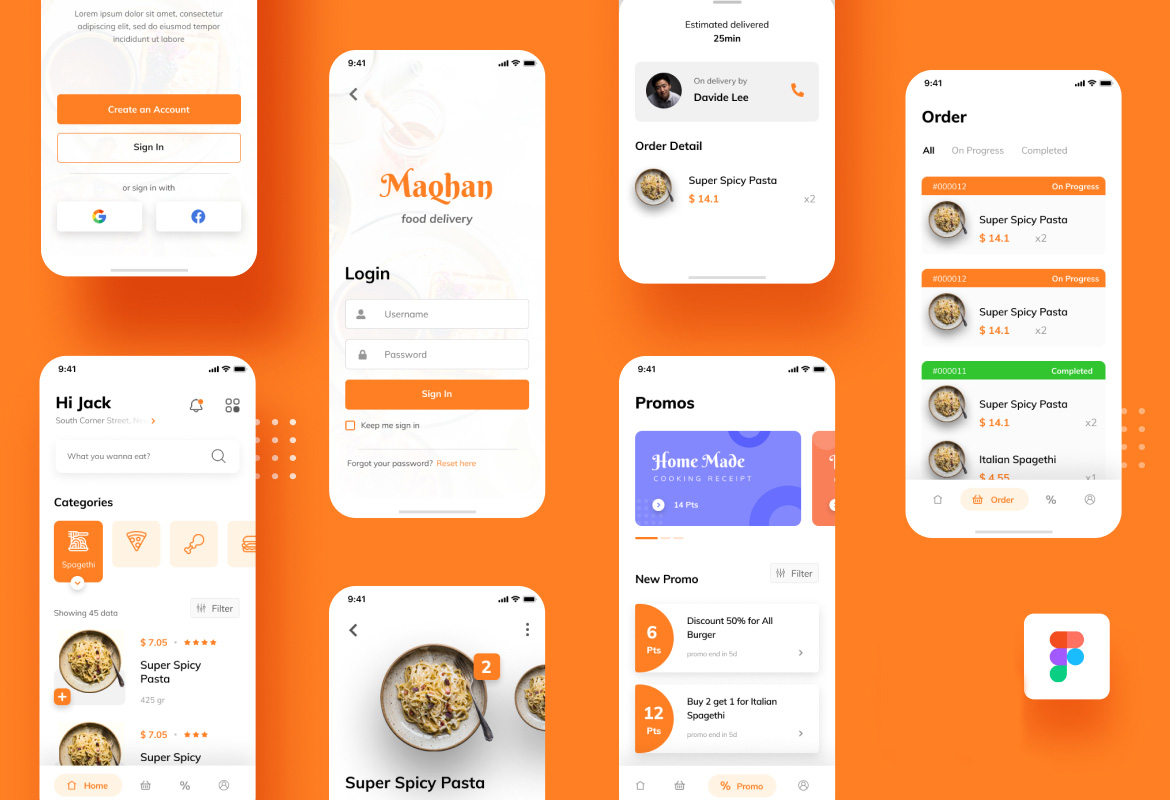 Lorem ipsum dolor sit amet, consectetur
adipiscing elit, sed do eiusmod tempor
incididunt ut labore
Create an Account
Sign In
or sign in with
9:41
Hi Jack
South Corner Street,
What you wanna eat?
Categories
Spagethi
Showing 45 data
Filter
$ 7.05
Super Spicy
Pasta
425 gr
$ 7.05
Super Spicy
Home
9:41
Maqhan
food delivery
Login
Username
Password
Sign In
Keep me sign in
Forgot your password? Reset here
9:41
2
Super Spicy Pasta
Estimated delivered
25min
On delivery by
Davide Lee
Order Detail
Super Spicy Pasta
$ 14.1 x2
9:41
Promos
Home Made
COOKING RECEIPT
14 Pts
New Promo
Filter
6
Pts
Discount 50% for All
Burger
promo end in 5d
12
Pts
Buy 2 get 1 for Italian
Spagethi
promo end in 5d
% Promo
9:41
Order
All On Progress Completed
#000012 On Progress
Super Spicy Pasta
$ 14.1 x2
#000012 On Progress
Super Spicy Pasta
$ 14.1 x2
#000011 Completed
Super Spicy Pasta
$ 14.1 x2
Italian Spagethi
$ 4.55 x1
Order %